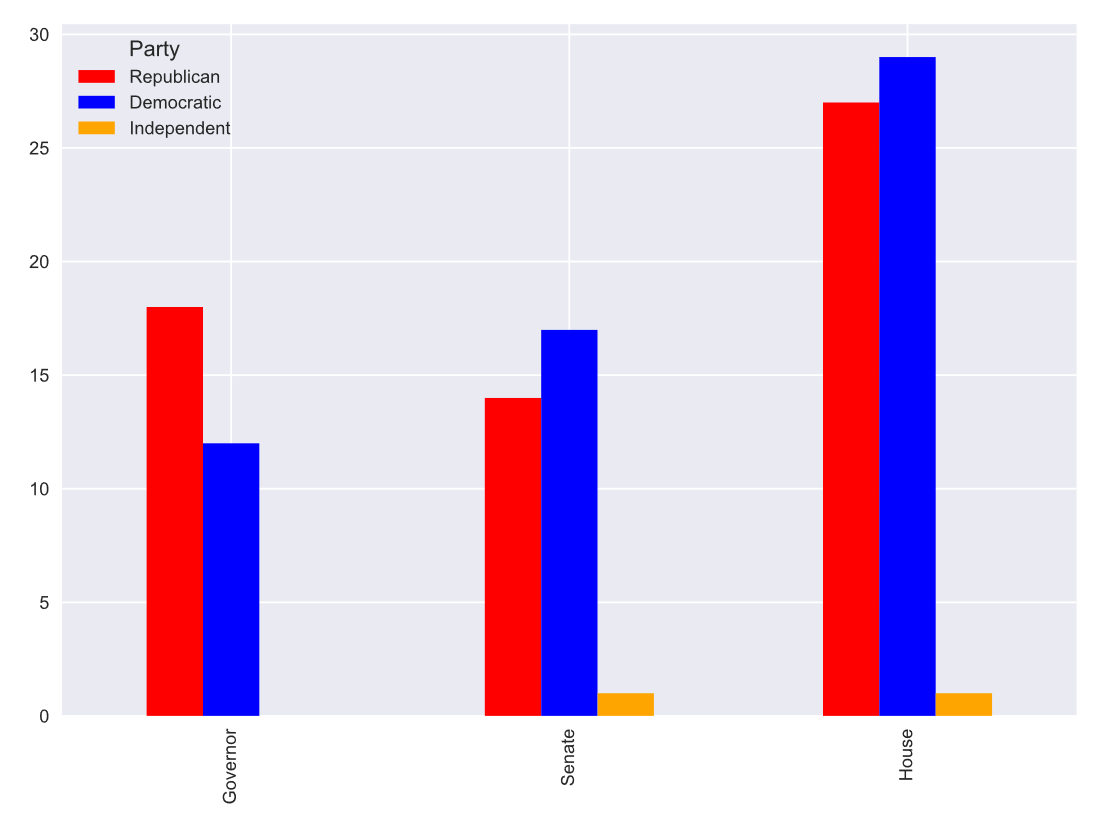 30
25
20
15
10
5
0
Party
Republican
Democratic
Independent
Governor
Senate
House